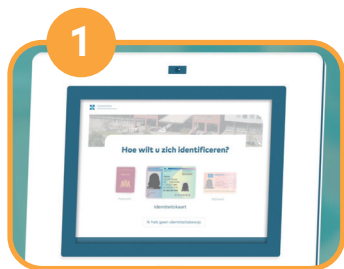 1
Hoe wilt u zich identificeren?
Identiteitskaart
Ik heb geen identiteitsbewijs